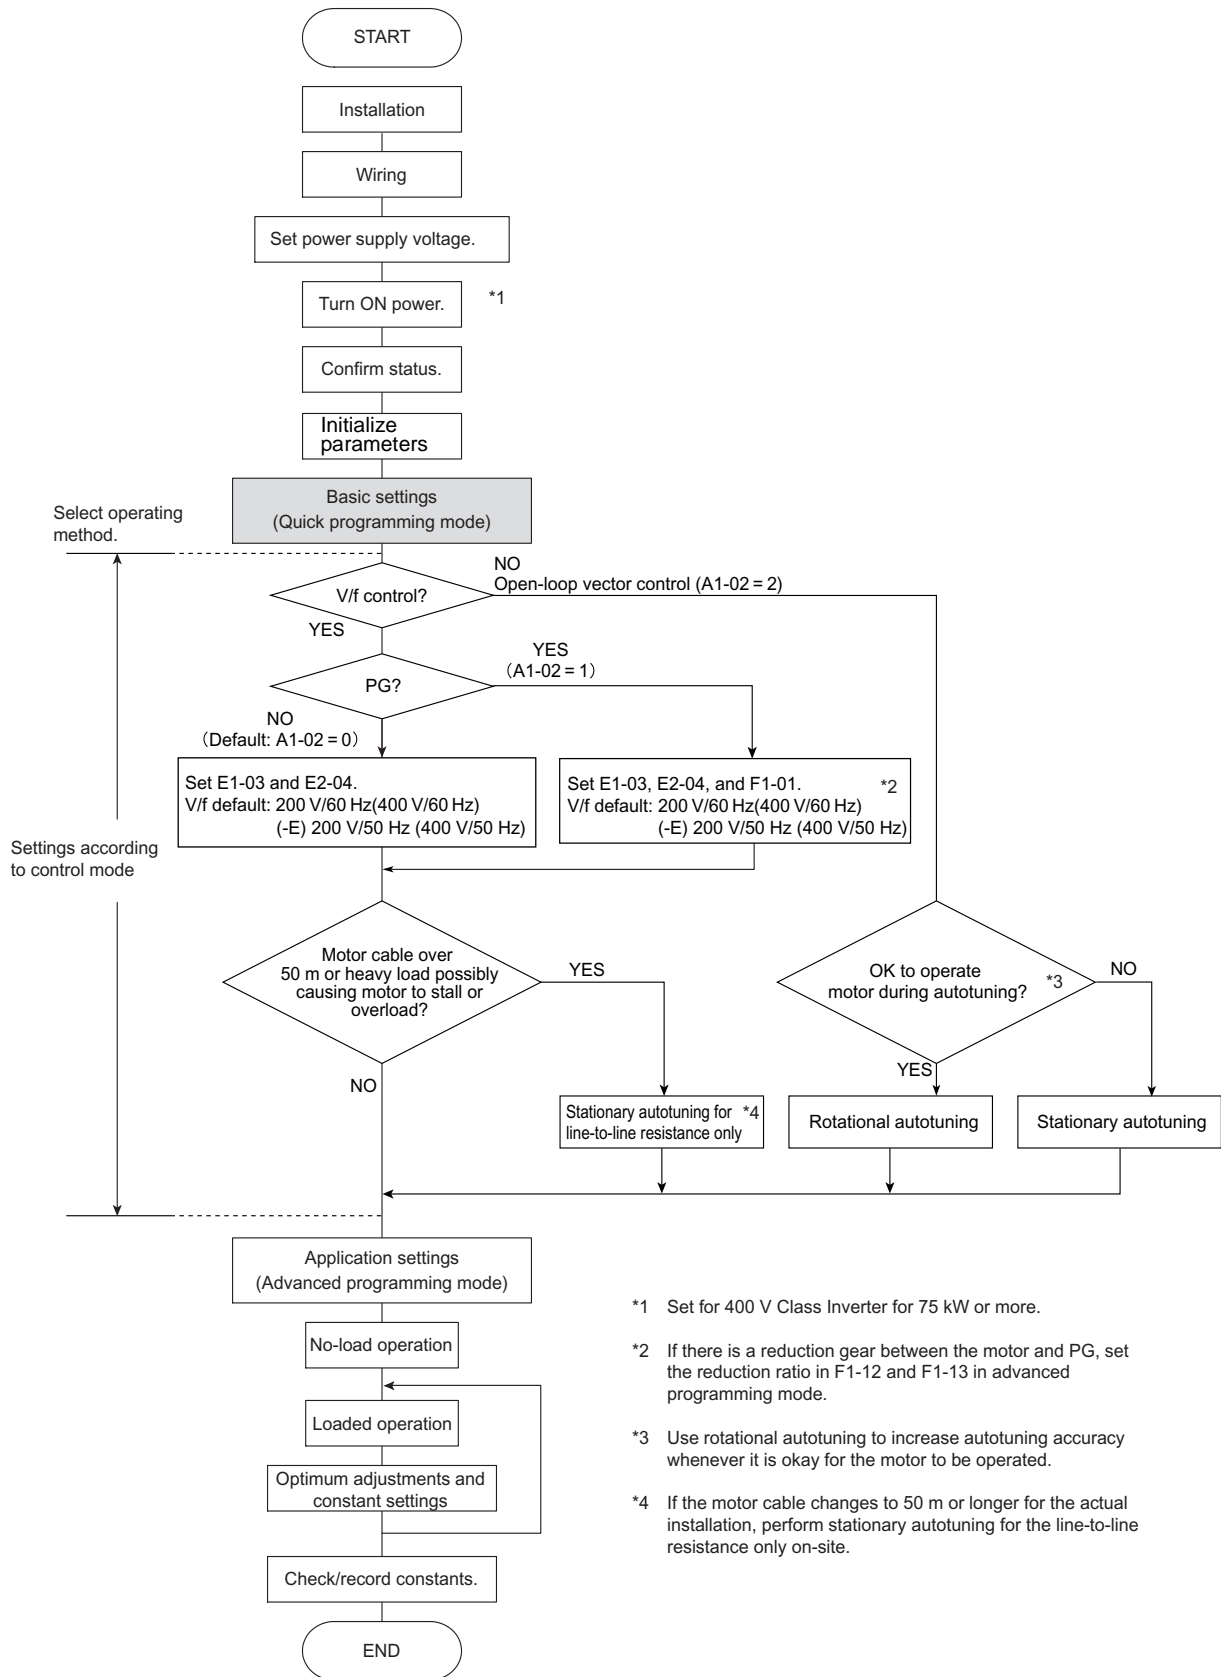 START
Installation
Wiring
Set power supply voltage.
Turn ON power.
*1
Confirm status.
Initialize
parameters
Basic settings
(Quick programming mode)
Select operating
method.
NO
Open-loop vector control (A1-02 = 2)
V/f control?
YES
YES
(A1-02 = 1)
PG?
NO
(Default: A1-02 = 0)
Set E1-03 and E2-04.
V/f default: 200 V/60 Hz(400 V/60 Hz)
(-E) 200 V/50 Hz (400 V/50 Hz)
Set E1-03, E2-04, and F1-01.
*2
V/f default: 200 V/60 Hz(400 V/60 Hz)
(-E) 200 V/50 Hz (400 V/50 Hz)
Settings according
to control mode
Motor cable over
50 m or heavy load possibly
causing motor to stall or
overload?
YES
OK to operate
motor during autotuning?
*3
NO
NO
YES
Stationary autotuning for
*4
line-to-line resistance only
Rotational autotuning
Stationary autotuning
Application settings
(Advanced programming mode)
No-load operation
Loaded operation
Optimum adjustments and
constant settings
Check/record constants.
END
*1 Set for 400 V Class Inverter for 75 kW or more.
*2 If there is a reduction gear between the motor and PG, set
the reduction ratio in F1-12 and F1-13 in advanced
programming mode.
*3 Use rotational autotuning to increase autotuning accuracy
whenever it is okay for the motor to be operated.
*4 If the motor cable changes to 50 m or longer for the actual
installation, perform stationary autotuning for the line-to-line
resistance only on-site.